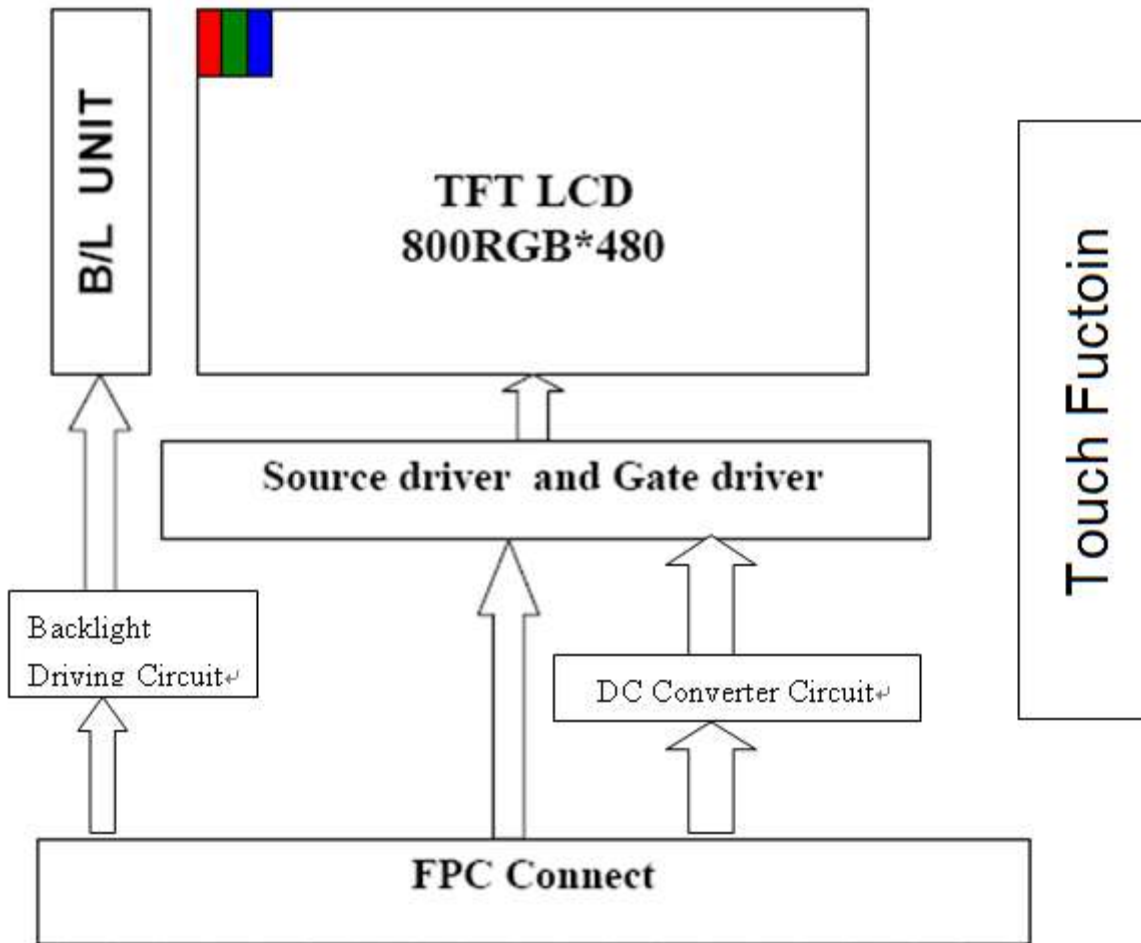 B/L UNIT
TFT LCD
800RGB*480
Touch Fuctoin
Source driver and Gate driver
Backlight
Driving Circuit↵
DC Converter Circuit↵
FPC Connect